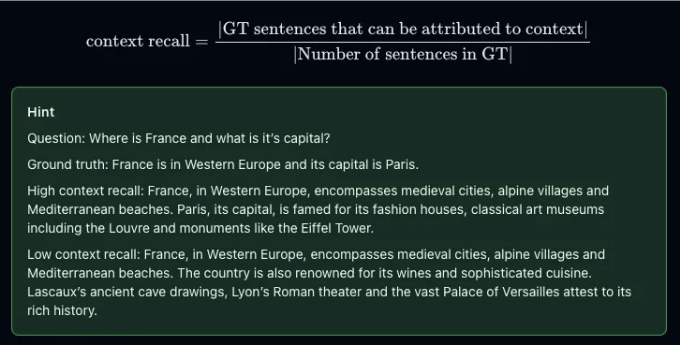 context recall = |GT sentences that can be attributed to context| / |Number of sentences in GT|
Hint
Question: Where is France and what is it's capital?
Ground truth: France is in Western Europe and its capital is Paris.
High context recall: France, in Western Europe, encompasses medieval cities, alpine villages and
Mediterranean beaches. Paris, its capital, is famed for its fashion houses, classical art museums
including the Louvre and monuments like the Eiffel Tower.
Low context recall: France, in Western Europe, encompasses medieval cities, alpine villages and
Mediterranean beaches. The country is also renowned for its wines and sophisticated cuisine.
Lascaux's ancient cave drawings, Lyon's Roman theater and the vast Palace of Versailles attest to its
rich history.